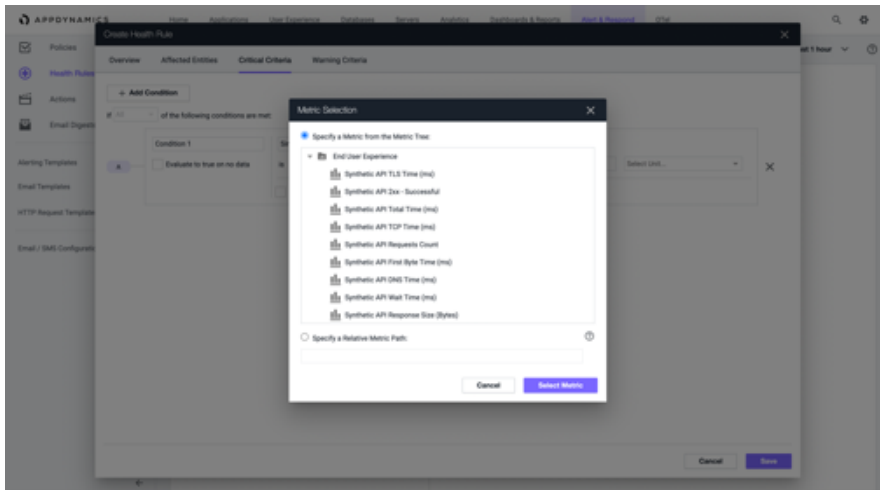 APPDYNAMICS
Home Applications User Experience Databases Servers Analytics Dashboards & Reports Alert & Respond OTel
Create Health Rule
Policies
Health Rules
Actions
Email Digests
Alerting Templates
Email Templates
HTTP Request Templates
Overview Affected Entities Critical Criteria Warning Criteria
1 hour
+ Add Condition
If All of the following conditions are met:
Condition 1
A
Evaluate to true on no data
Select Unit...
Metric Selection
Specify a Metric from the Metric Tree:
End User Experience
Synthetic API TLS Time (ms)
Synthetic API 2xx - Successful
Synthetic API Total Time (ms)
Synthetic API TCP Time (ms)
Synthetic API Requests Count
Synthetic API First Byte Time (ms)
Synthetic API DNS Time (ms)
Synthetic API Wait Time (ms)
Synthetic API Response Size (Bytes)
Specify a Relative Metric Path:
Cancel Select Metric
Cancel Save